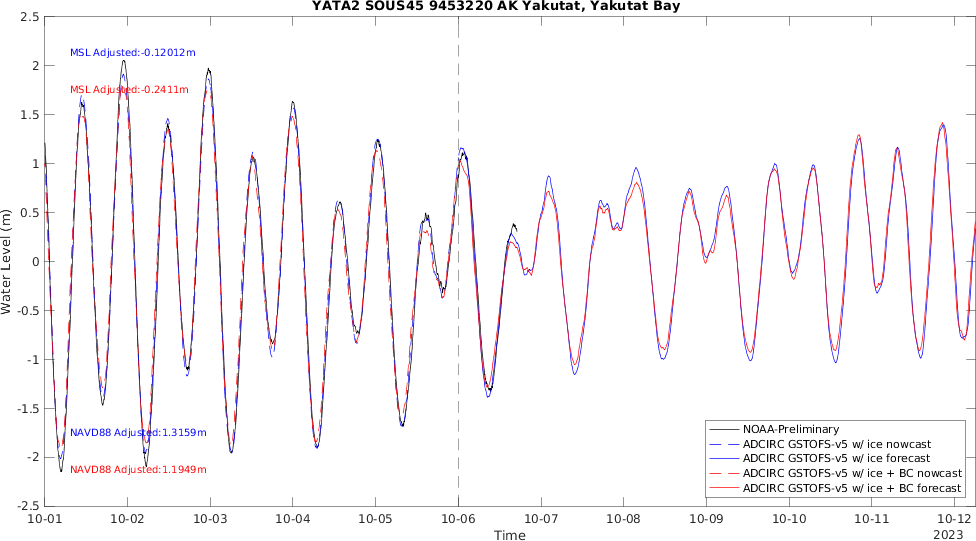 YATA2 SOUS45 9453220 AK Yakutat, Yakutat Bay
2.5
2
1.5
1
0.5
0
-0.5
-1
-1.5
-2
-2.5
Water Level (m)
MSL Adjusted:-0.12012m
MSL Adjusted:-0.2411m
NAVD88 Adjusted:1.3159m
NAVD88 Adjusted:1.1949m
NOAA-Preliminary
ADCIRC GSTOFS-v5 w/ ice nowcast
ADCIRC GSTOFS-v5 w/ ice forecast
ADCIRC GSTOFS-v5 w/ ice + BC nowcast
ADCIRC GSTOFS-v5 w/ ice + BC forecast
10-01 10-02 10-03 10-04 10-05 10-06 10-07 10-08 10-09 10-10 10-11 10-12
2023
Time